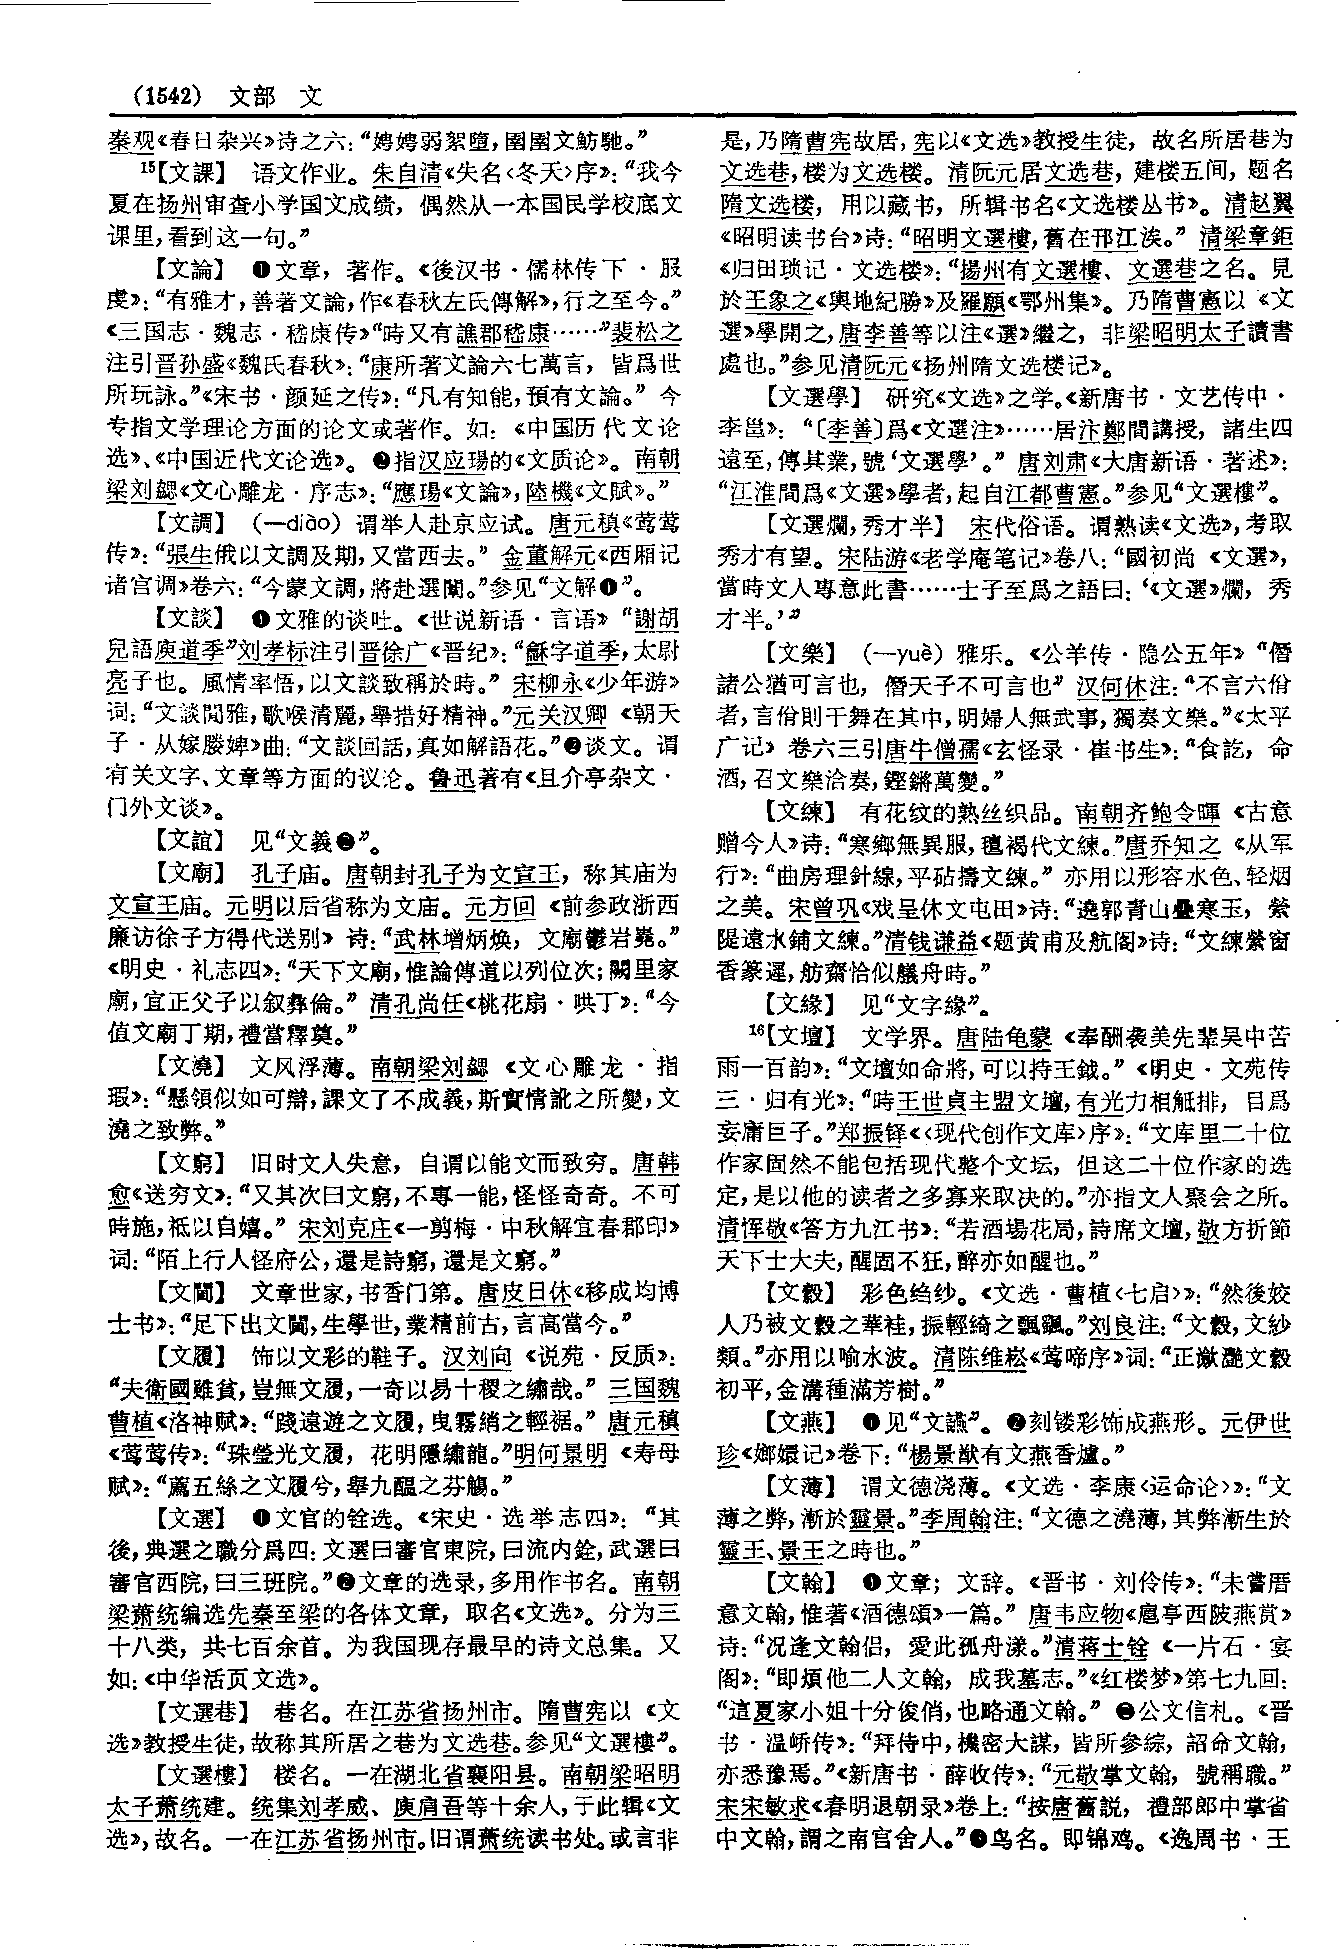 (1542) 文部 文
秦观《春日杂兴》诗之六：“娉娉弱絮墮，圉圉文魴馳。”
15【文課】 语文作业。朱自清《失名〈冬天〉序》：“我今
夏在扬州审查小学国文成绩，偶然从一本国民学校底文
课里，看到这一句。”
【文論】 ❶文章，著作。《後汉书·儒林传下·服
虔》：“有雅才，善著文論，作《春秋左氏傳解》，行之至今。”
《三国志·魏志·嵇康传》“時又有譙郡嵇康……”裴松之
注引晋孙盛《魏氏春秋》：“康所著文論六七萬言，皆爲世
所玩詠。”《宋书·颜延之传》：“凡有知能，預有文論。”今
专指文学理论方面的论文或著作。如：《中国历代文论
选》、《中国近代文论选》。❷指汉应瑒的《文质论》。南朝
梁刘勰《文心雕龙·序志》：“應瑒《文論》，陸機《文賦》。”
【文調】 （—diào）谓举人赴京应试。唐元稹《莺莺
传》：“張生俄以文調及期，又當西去。”金董解元《西厢记
诸宫调》卷六：“今蒙文調，將赴選闈。”参见“文解❶”。
【文談】 ❶文雅的谈吐。《世说新语·言语》“謝胡
兒語庾道季”刘孝标注引晋徐广《晋纪》：“龢字道季，太尉
亮子也。風情率悟，以文談致稱於時。”宋柳永《少年游》
词：“文談閒雅，歌喉清麗，舉措好精神。”元关汉卿《朝天
子·从嫁媵婢》曲：“文談回話，真如解語花。”❷谈文。谓
有关文字、文章等方面的议论。鲁迅著有《且介亭杂文·
门外文谈》。
【文誼】 见“文義❷”。
【文廟】 孔子庙。唐朝封孔子为文宣王，称其庙为
文宣王庙。元明以后省称为文庙。元方回《前参政浙西
廉访徐子方得代送别》诗：“武林增炳焕，文廟鬱岩嶤。”
《明史·礼志四》：“天下文廟，惟論傳道以列位次；闕里家
廟，宜正父子以叙彝倫。”清孔尚任《桃花扇·哄丁》：“今
值文廟丁期，禮當釋奠。”
【文澆】 文风浮薄。南朝梁刘勰《文心雕龙·指
瑕》：“懸領似如可辯，課文了不成義，斯實情訛之所變，文
澆之致弊。”
【文窮】 旧时文人失意，自谓以能文而致穷。唐韩
愈《送穷文》：“又其次曰文窮，不專一能，怪怪奇奇。不可
時施，祗以自嬉。”宋刘克庄《一剪梅·中秋解宜春郡印》
词：“陌上行人怪府公，還是詩窮，還是文窮。”
【文閫】 文章世家，书香门第。唐皮日休《移成均博
士书》：“足下出文閫，生學世，業精前古，言高當今。”
【文履】 饰以文彩的鞋子。汉刘向《说苑·反质》：
“夫衛國雖貧，豈無文履，一奇以易十稷之繡哉。”三国魏
曹植《洛神赋》：“踐遠遊之文履，曳霧綃之輕裾。”唐元稹
《莺莺传》：“珠瑩光文履，花明隱繡龍。”明何景明《寿母
赋》：“薦五絲之文履兮，舉九醖之芬觴。”
【文選】 ❶文官的铨选。《宋史·选举志四》：“其
後，典選之職分爲四：文選曰審官東院，曰流内銓，武選曰
審官西院，曰三班院。”❷文章的选录，多用作书名。南朝
梁萧统编选先秦至梁的各体文章，取名《文选》。分为三
十八类，共七百余首。为我国现存最早的诗文总集。又
如：《中华活页文选》。
【文選巷】 巷名。在江苏省扬州市。隋曹宪以《文
选》教授生徒，故称其所居之巷为文选巷。参见“文選樓”。
【文選樓】 楼名。一在湖北省襄阳县。南朝梁昭明
太子萧统建。统集刘孝威、庾肩吾等十余人，于此辑《文
选》，故名。一在江苏省扬州市。旧谓萧统读书处。或言非
是，乃隋曹宪故居，宪以《文选》教授生徒，故名所居巷为
文选巷，楼为文选楼。清阮元居文选巷，建楼五间，题名
隋文选楼，用以藏书，所辑书名《文选楼丛书》。清赵翼
《昭明读书台》诗：“昭明文選樓，舊在邗江涘。”清梁章鉅
《归田琐记·文选楼》：“揚州有文選樓、文選巷之名。見
於王象之《輿地紀勝》及羅願《鄂州集》。乃隋曹憲以《文
選》學開之，唐李善等以注《選》繼之，非梁昭明太子讀書
處也。”参见清阮元《扬州隋文选楼记》。
【文選學】 研究《文选》之学。《新唐书·文艺传中·
李邕》：“〔李善〕爲《文選注》……居汴鄭間講授，諸生四
遠至，傳其業，號‘文選學’。”唐刘肃《大唐新语·著述》：
“江淮間爲《文選》學者，起自江都曹憲。”参见“文選樓”。
【文選爛，秀才半】 宋代俗语。谓熟读《文选》，考取
秀才有望。宋陆游《老学庵笔记》卷八：“國初尚《文選》，
當時文人專意此書……士子至爲之語曰：‘《文選》爛，秀
才半。’”
【文樂】 （—yuè）雅乐。《公羊传·隐公五年》“僭
諸公猶可言也，僭天子不可言也”汉何休注：“不言六佾
者，言佾則干舞在其中，明婦人無武事，獨奏文樂。”《太平
广记》卷六三引唐牛僧孺《玄怪录·崔书生》：“食訖，命
酒，召文樂洽奏，鏗鏘萬變。”
【文練】 有花纹的熟丝织品。南朝齐鲍令暉《古意
赠今人》诗：“寒鄉無異服，氊褐代文練。”唐乔知之《从军
行》：“曲房理針線，平砧擣文練。”亦用以形容水色、轻烟
之美。宋曾巩《戏呈休文屯田》诗：“遶郭青山疊寒玉，縈
隄遠水鋪文練。”清钱谦益《题黄甫及舫阁》诗：“文練縈窗
香篆遲，舫齋恰似艤舟時。”
【文緣】 见“文字緣”。
16【文壇】 文学界。唐陆龟蒙《奉酬袭美先辈吴中苦
雨一百韵》：“文壇如命將，可以持玉鉞。”《明史·文苑传
三·归有光》：“時王世貞主盟文壇，有光力相觝排，目爲
妄庸巨子。”郑振铎《〈现代创作文库〉序》：“文库里二十位
作家固然不能包括现代整个文坛，但这二十位作家的选
定，是以他的读者之多寡来取决的。”亦指文人聚会之所。
清恽敬《答方九江书》：“若酒場花局，詩席文壇，敬方折節
天下士大夫，醒固不狂，醉亦如醒也。”
【文縠】 彩色绉纱。《文选·曹植〈七启〉》：“然後姣
人乃被文縠之華袿，振輕綺之飄颻。”刘良注：“文縠，文紗
類。”亦用以喻水波。清陈维崧《莺啼序》词：“正瀲灩文縠
初平，金溝種滿芳樹。”
【文燕】 ❶见“文讌”。❷刻镂彩饰成燕形。元伊世
珍《嫏嬛记》卷下：“楊景猷有文燕香爐。”
【文薄】 谓文德浇薄。《文选·李康〈运命论〉》：“文
薄之弊，漸於靈景。”李周翰注：“文德之澆薄，其弊漸生於
靈王、景王之時也。”
【文翰】 ❶文章；文辞。《晋书·刘伶传》：“未嘗厝
意文翰，惟著《酒德頌》一篇。”唐韦应物《扈亭西陂燕赏》
诗：“况逢文翰侣，愛此孤舟漾。”清蒋士铨《一片石·宴
阁》：“即煩他二人文翰，成我墓志。”《红楼梦》第七九回：
“這夏家小姐十分俊俏，也略通文翰。”❷公文信札。《晋
书·温峤传》：“拜侍中，機密大謀，皆所參綜，詔命文翰，
亦悉豫焉。”《新唐书·薛收传》：“元敬掌文翰，號稱職。”
宋宋敏求《春明退朝录》卷上：“按唐舊説，禮部郎中掌省
中文翰，謂之南宫舍人。”❸鸟名。即锦鸡。《逸周书·王